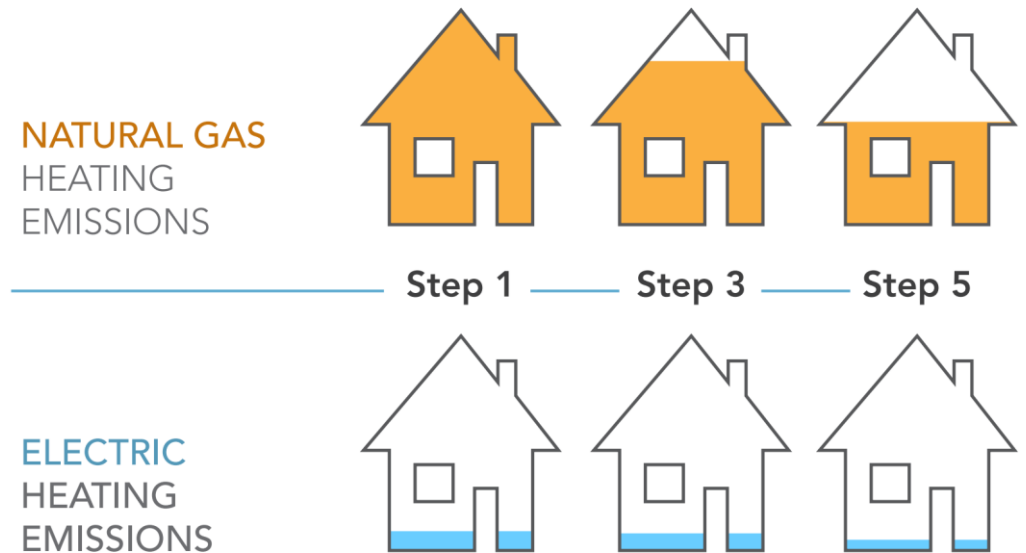 NATURAL GAS
HEATING
EMISSIONS
Step 1
Step 3
Step 5
ELECTRIC
HEATING
EMISSIONS